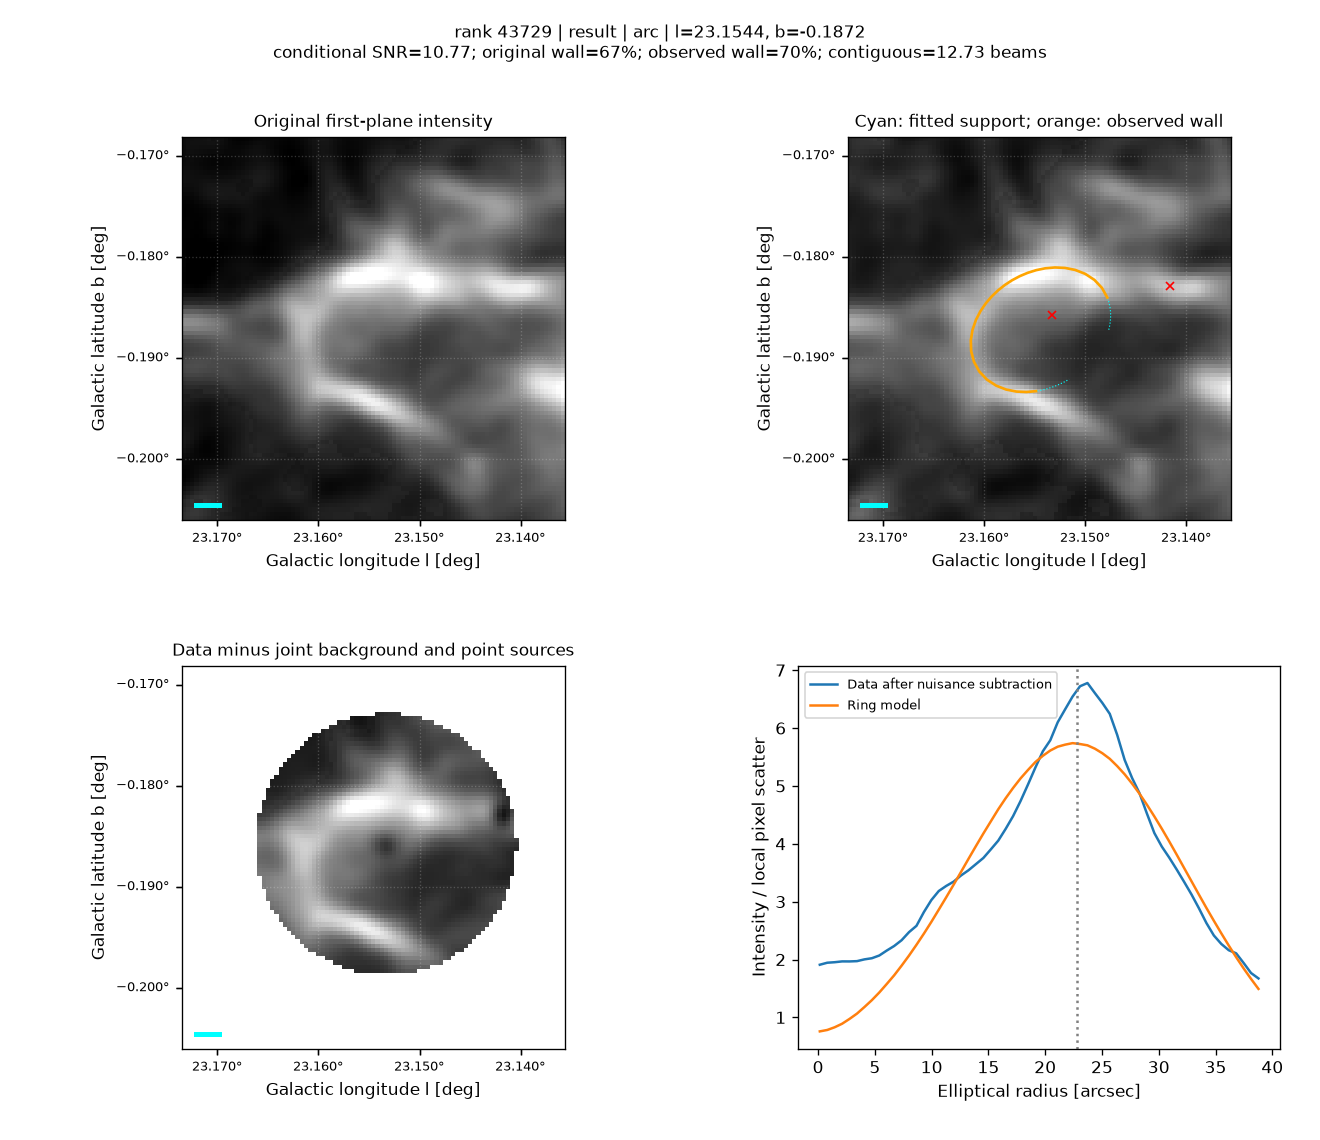 rank 43729 | result | arc | l=23.1544, b=-0.1872
conditional SNR=10.77; original wall=67%; observed wall=70%; contiguous=12.73 beams
Original first-plane intensity
−0.170°
−0.180°
−0.190°
−0.200°
Galactic latitude b [deg]
23.170°
23.160°
23.150°
23.140°
Galactic longitude l [deg]
Cyan: fitted support; orange: observed wall
−0.170°
−0.180°
−0.190°
−0.200°
Galactic latitude b [deg]
23.170°
23.160°
23.150°
23.140°
Galactic longitude l [deg]
Data minus joint background and point sources
−0.170°
−0.180°
−0.190°
−0.200°
Galactic latitude b [deg]
23.170°
23.160°
23.150°
23.140°
Galactic longitude l [deg]
Data after nuisance subtraction
Ring model
7
6
5
4
3
2
1
Intensity / local pixel scatter
0
5
10
15
20
25
30
35
40
Elliptical radius [arcsec]